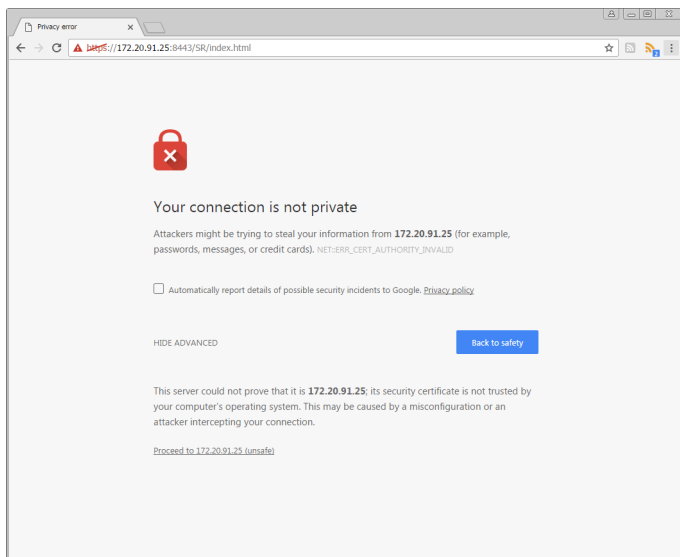 Privacy error
https://172.20.91.25:8443/SR/index.html
2
Your connection is not private
Attackers might be trying to steal your information from 172.20.91.25 (for example,
passwords, messages, or credit cards). NET::ERR_CERT_AUTHORITY_INVALID
Automatically report details of possible security incidents to Google. Privacy policy
HIDE ADVANCED
Back to safety
This server could not prove that it is 172.20.91.25; its security certificate is not trusted by
your computer's operating system. This may be caused by a misconfiguration or an
attacker intercepting your connection.
Proceed to 172.20.91.25 (unsafe)